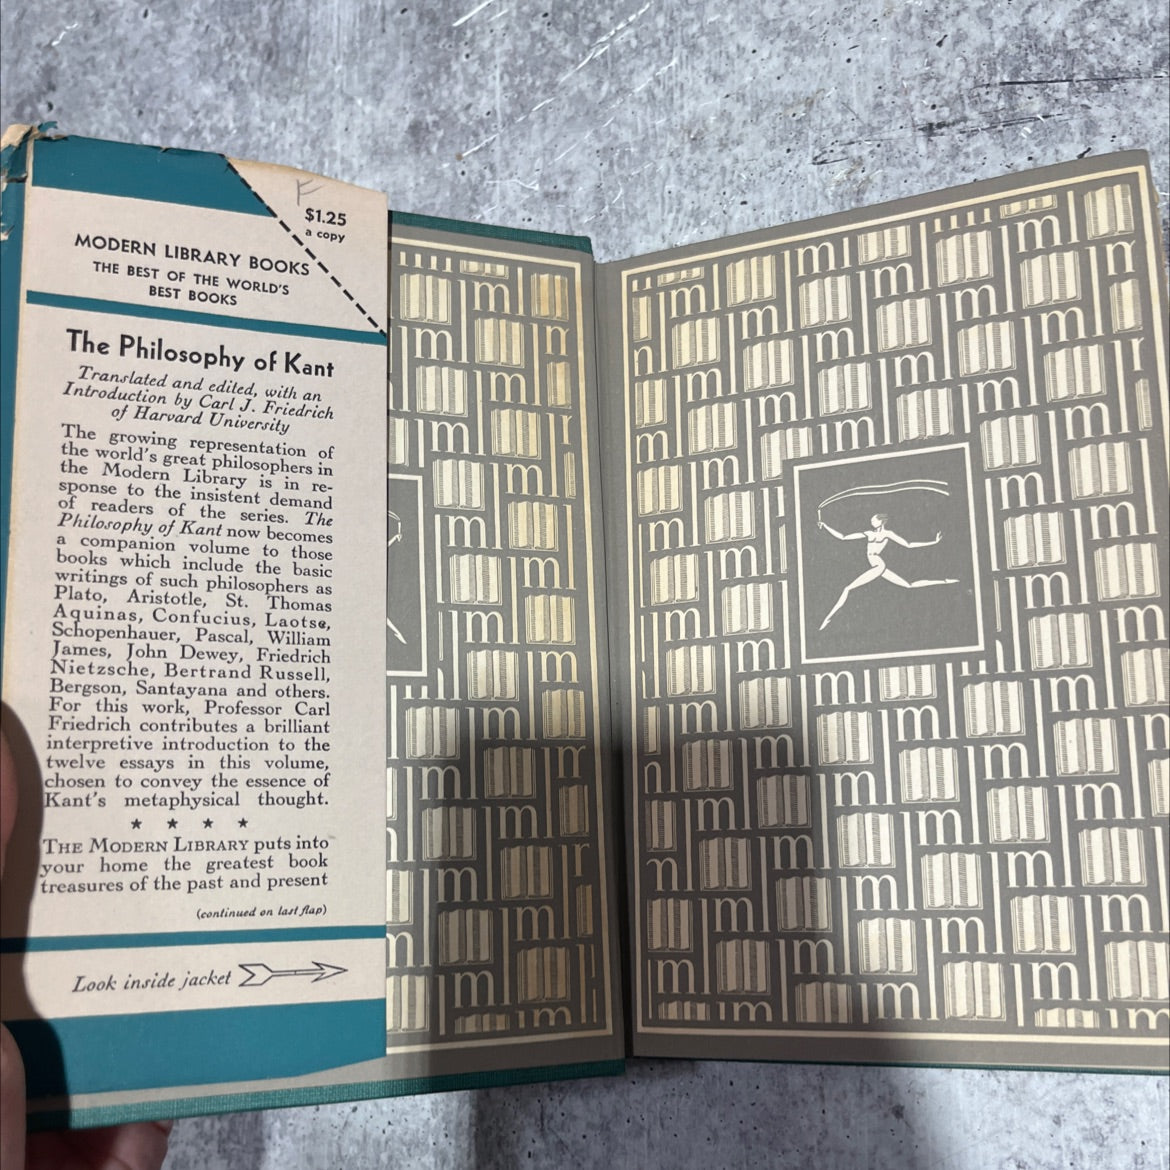 $1.25
a copy
MODERN LIBRARY BOOKS
THE BEST OF THE WORLD'S
BEST BOOKS
The Philosophy of Kant
Translated and edited, with an
Introduction by Carl J. Friedrich
of Harvard University
The growing representation of
the world's great philosophers in
the Modern Library is in re-
sponse to the insistent demand
of readers of the series. The
Philosophy of Kant now becomes
a companion volume to those
books which include the basic
writings of such philosophers as
Plato, Aristotle, St. Thomas
Aquinas, Confucius, Laotse,
Schopenhauer, Pascal, William
James, John Dewey, Friedrich
Nietzsche, Bertrand Russell,
Bergson, Santayana and others.
For this work, Professor Carl
Friedrich contributes a brilliant
interpretive introduction to the
twelve essays in this volume,
chosen to convey the essence of
Kant's metaphysical thought.
★ ★ ★ ★
THE MODERN LIBRARY puts into
your home the greatest book
treasures of the past and present
(continued on last flap)
Look inside jacket